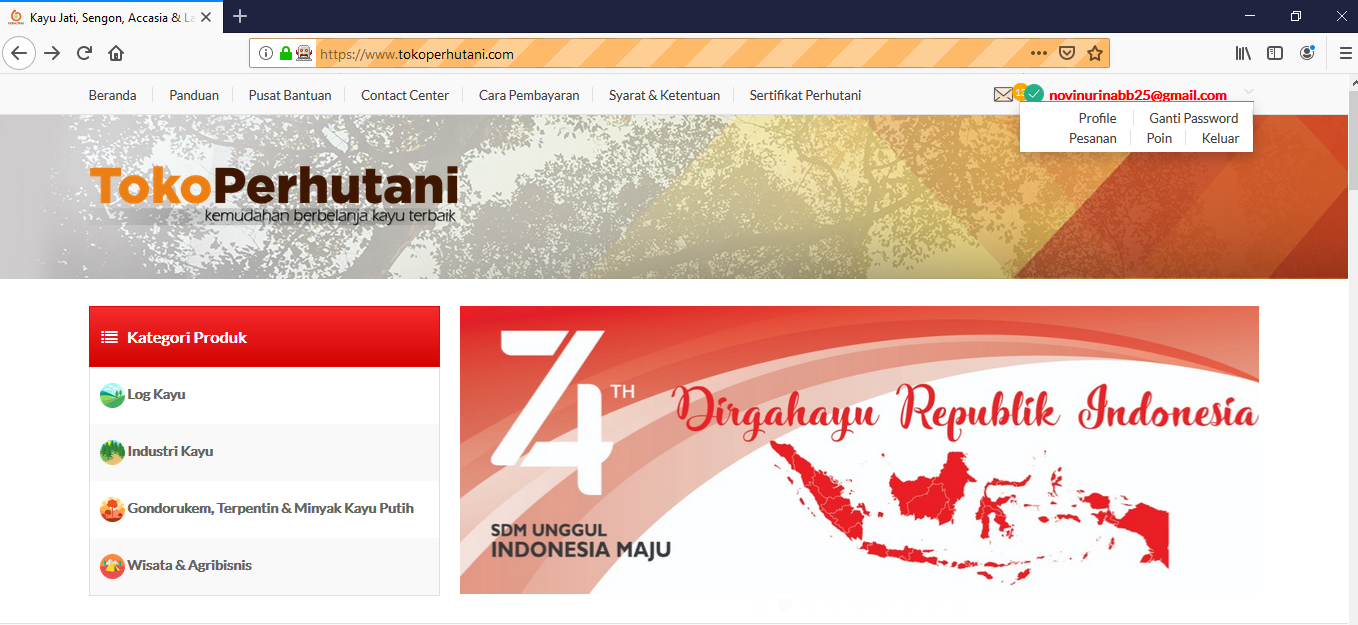 Kayu Jati, Sengon, Accasia & La
https://www.tokoperhutani.com
Beranda Panduan Pusat Bantuan Contact Center Cara Pembayaran Syarat & Ketentuan Sertifikat Perhutani novinurinabb25@gmail.com
Profile Ganti Password
Pesanan Poin Keluar
TokoPerhutani
kemudahan berbelanja kayu terbaik
Kategori Produk
Log Kayu
Industri Kayu
Gondorukem, Terpentin & Minyak Kayu Putih
Wisata & Agribisnis
74 TH
Dirgahayu Republik Indonesia
SDM UNGGUL
INDONESIA MAJU